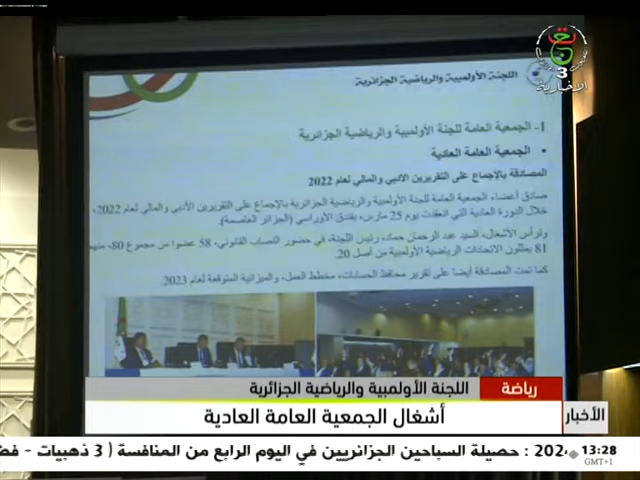 اللجنة الأولمبية والرياضية الجزائرية
3
الإخبارية
I- الجمعية العامة للجنة الأولمبية والرياضية الجزائرية
• الجمعية العامة العادية
المصادقة بالإجماع على التقريرين الأدبي والمالي لعام 2022
صادق أعضاء الجمعية العامة للجنة الأولمبية والرياضية الجزائرية بالإجماع على التقريرين الأدبي والمالي لعام 2022،
خلال الدورة العادية التي انعقدت يوم 25 مارس، بفندق الأوراسي (الجزائر العاصمة).
وترأس الأشغال، السيد عبد الرحمان حماد، رئيس اللجنة، في حضور النصاب القانوني، 58 عضوا من مجموع 80، منهم
يمثلون الاتحادات الرياضية الأولمبية من أصل 20.
كما تمت المصادقة أيضا على تقرير محافظ الحسابات، مخطط العمل، والميزانية المتوقعة لعام 2023.
رياضة
اللجنة الأولمبية والرياضية الجزائرية
الأخبار
أشغال الجمعية العامة العادية
13:28
GMT+1
202 : حصيلة السباحين الجزائريين في اليوم الرابع من المنافسة ( 3 ذهبيات - فض